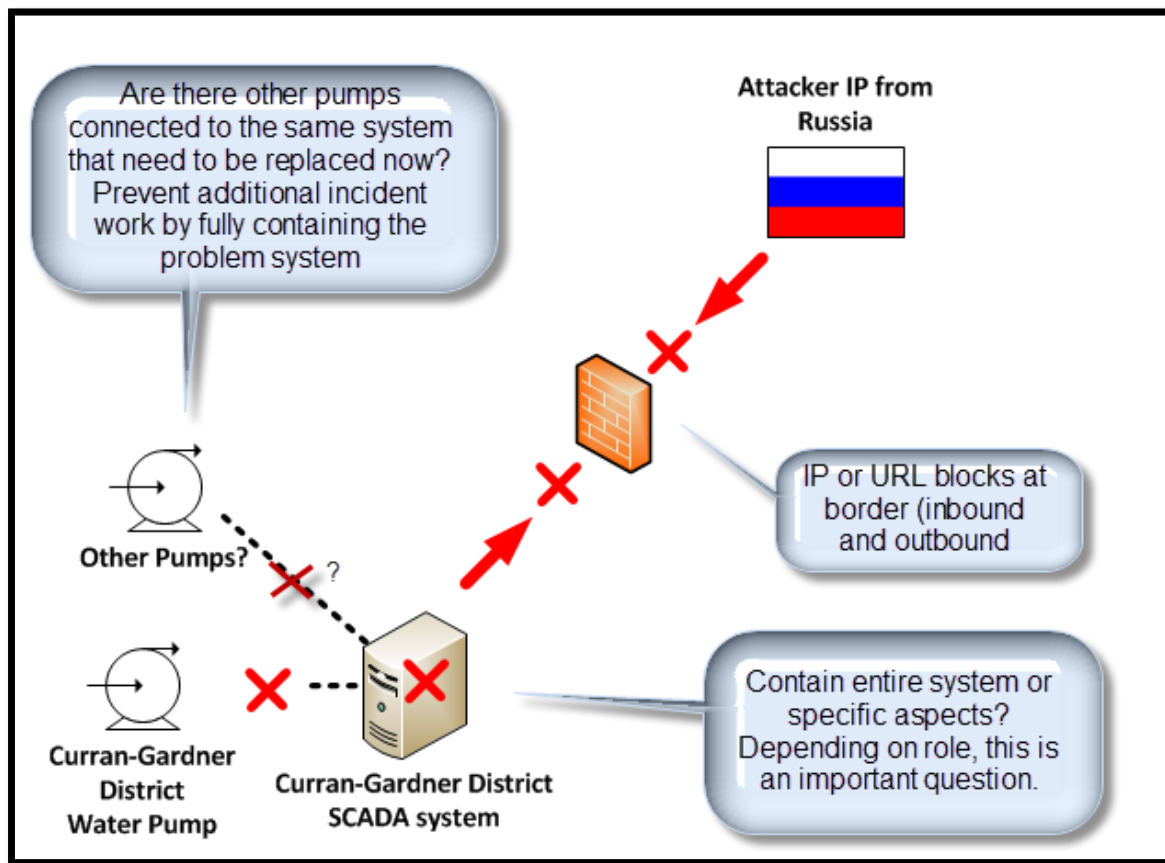 Are there other pumps
connected to the same system
that need to be replaced now?
Prevent additional incident
work by fully containing the
problem system
Attacker IP from
Russia
IP or URL blocks at
border (inbound
and outbound
Other Pumps?
?
Contain entire system or
specific aspects?
Depending on role, this is
an important question.
Curran-Gardner
District
Water Pump
Curran-Gardner District
SCADA system